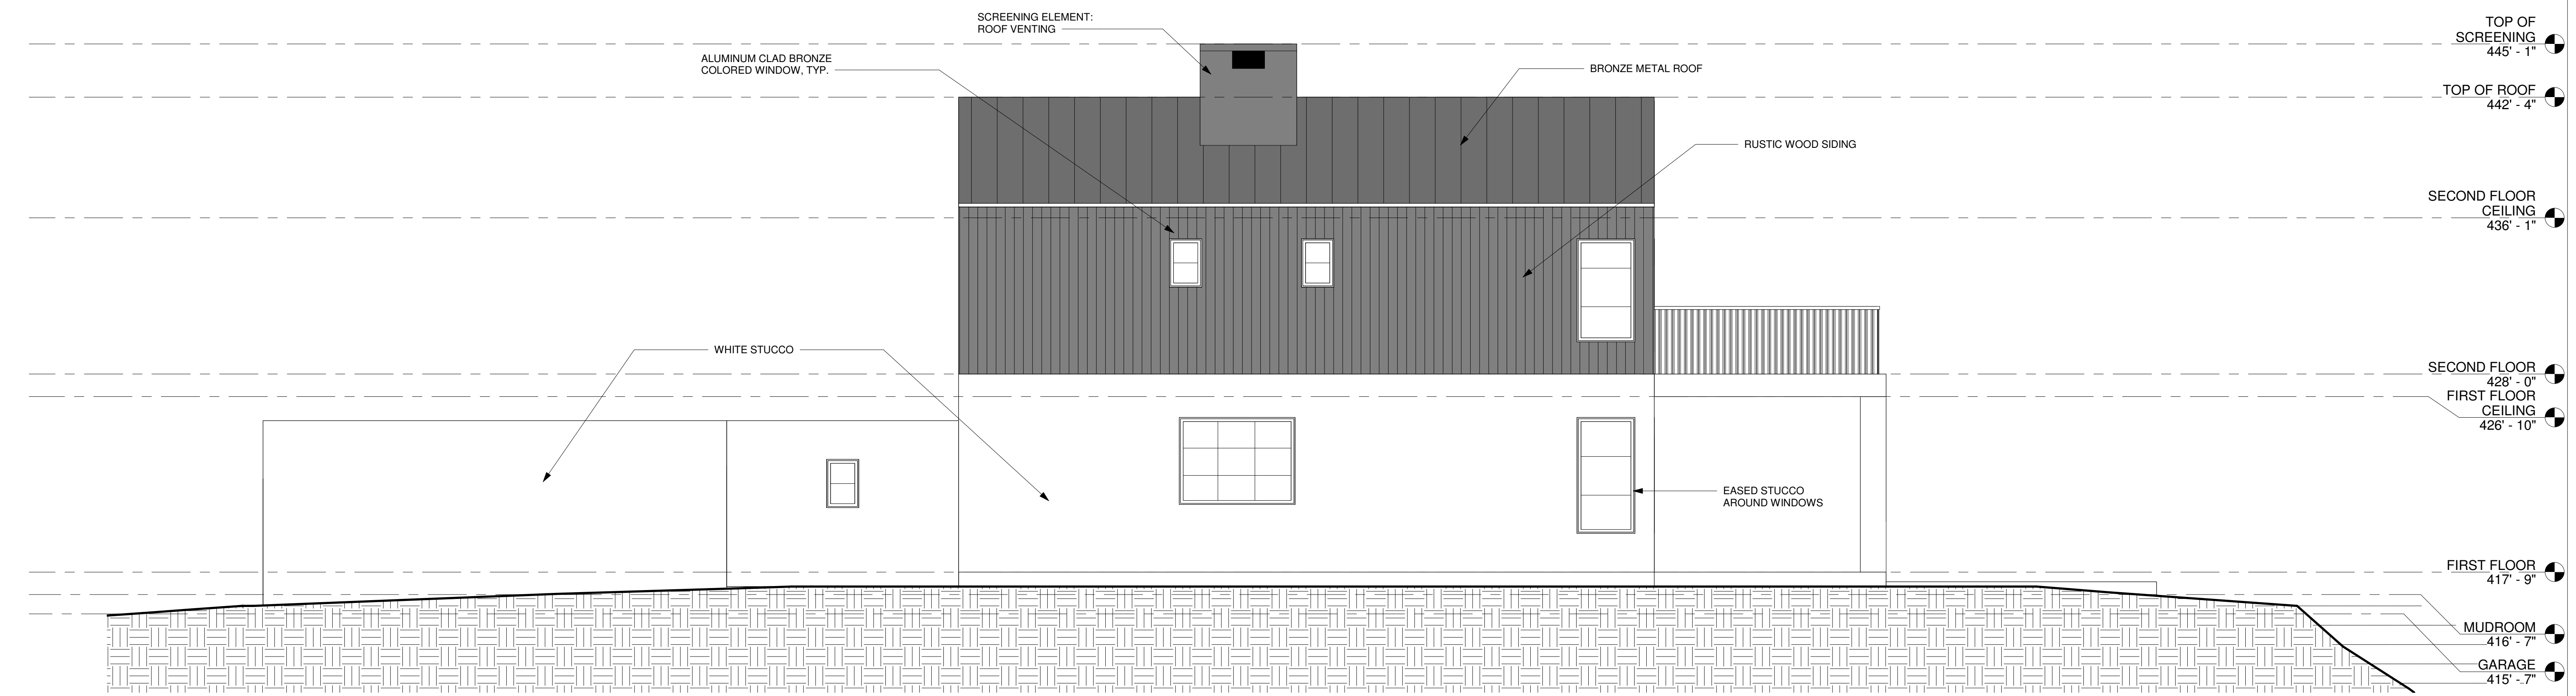 SCREENING ELEMENT:
ROOF VENTING
ALUMINUM CLAD BRONZE
COLORED WINDOW, TYP.
BRONZE METAL ROOF
RUSTIC WOOD SIDING
WHITE STUCCO
EASED STUCCO
AROUND WINDOWS
TOP OF
SCREENING
445' - 1"
TOP OF ROOF
442' - 4"
SECOND FLOOR
CEILING
436' - 1"
SECOND FLOOR
428' - 0"
FIRST FLOOR
CEILING
426' - 10"
FIRST FLOOR
417' - 9"
MUDROOM
416' - 7"
GARAGE
415' - 7"